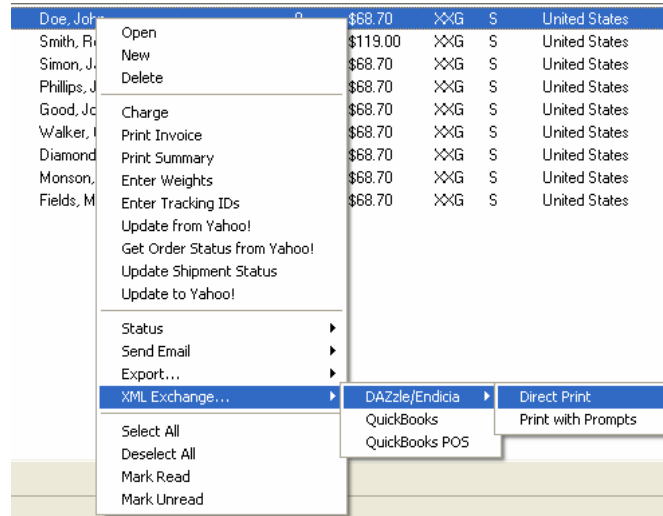 Doe, John $68.70 XXG S United States
Smith, $119.00 XXG S United States
Simon, $68.70 XXG S United States
Phillips, $68.70 XXG S United States
Good, $68.70 XXG S United States
Walker, $68.70 XXG S United States
Diamond $68.70 XXG S United States
Monson, $68.70 XXG S United States
Fields, M $68.70 XXG S United States
Open
New
Delete
Charge
Print Invoice
Print Summary
Enter Weights
Enter Tracking IDs
Update from Yahoo!
Get Order Status from Yahoo!
Update Shipment Status
Update to Yahoo!
Status
Send Email
Export...
XML Exchange...
Select All
Deselect All
Mark Read
Mark Unread
DAZzle/Endicia
QuickBooks
QuickBooks POS
Direct Print
Print with Prompts